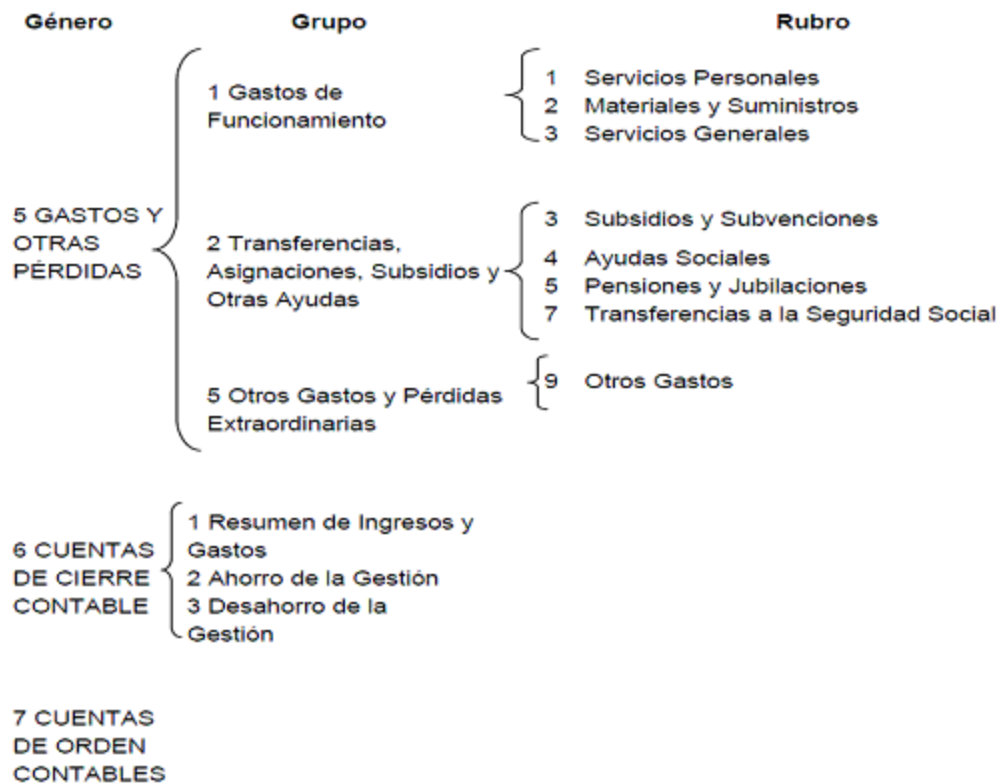 Género Grupo Rubro
1 Gastos de
Funcionamiento
1 Servicios Personales
2 Materiales y Suministros
3 Servicios Generales
5 GASTOS Y
OTRAS
PÉRDIDAS
2 Transferencias,
Asignaciones, Subsidios y
Otras Ayudas
3 Subsidios y Subvenciones
4 Ayudas Sociales
5 Pensiones y Jubilaciones
7 Transferencias a la Seguridad Social
5 Otros Gastos y Pérdidas
Extraordinarias
9 Otros Gastos
6 CUENTAS
DE CIERRE
CONTABLE
1 Resumen de Ingresos y
Gastos
2 Ahorro de la Gestión
3 Desahorro de la
Gestión
7 CUENTAS
DE ORDEN
CONTABLES